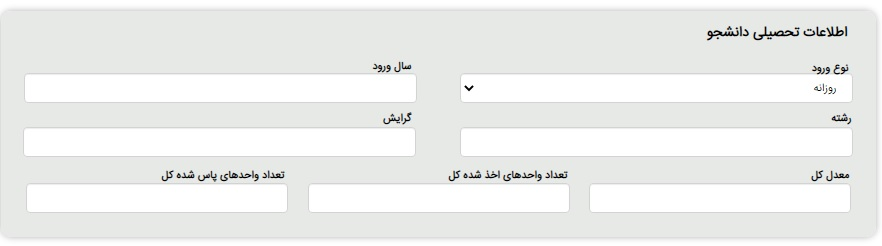 اطلاعات تحصیلی دانشجو
نوع ورود
سال ورود
روزانه
رشته
گرایش
معدل کل
تعداد واحدهای اخذ شده کل
تعداد واحدهای پاس شده کل